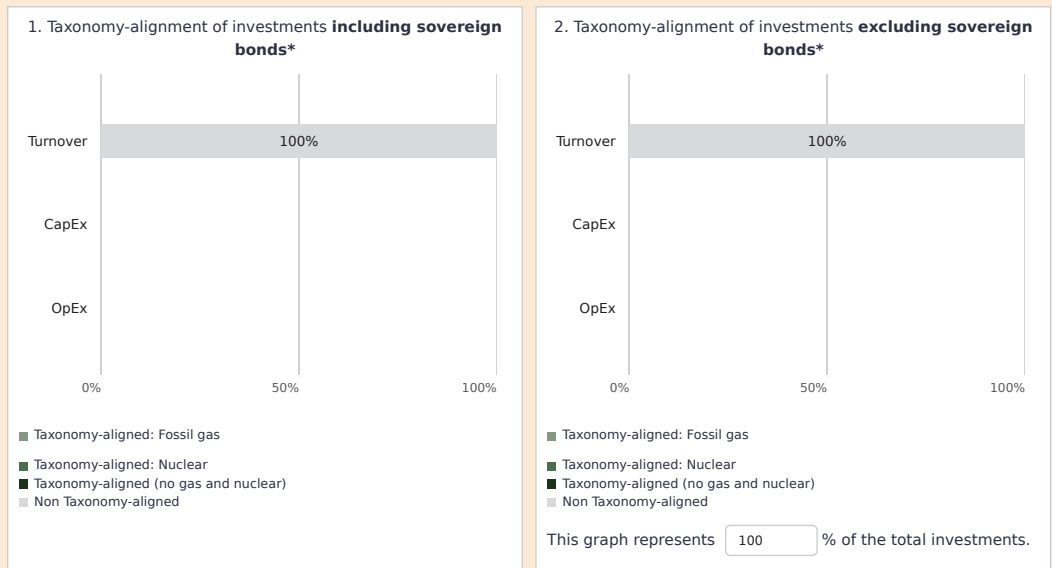 1. Taxonomy-alignment of investments including sovereign
bonds*
Turnover
100%
CapEx
OpEx
0%
50%
100%
Taxonomy-aligned: Fossil gas
Taxonomy-aligned: Nuclear
Taxonomy-aligned (no gas and nuclear)
Non Taxonomy-aligned
2. Taxonomy-alignment of investments excluding sovereign
bonds*
Turnover
100%
CapEx
OpEx
0%
50%
100%
Taxonomy-aligned: Fossil gas
Taxonomy-aligned: Nuclear
Taxonomy-aligned (no gas and nuclear)
Non Taxonomy-aligned
This graph represents 100 % of the total investments.